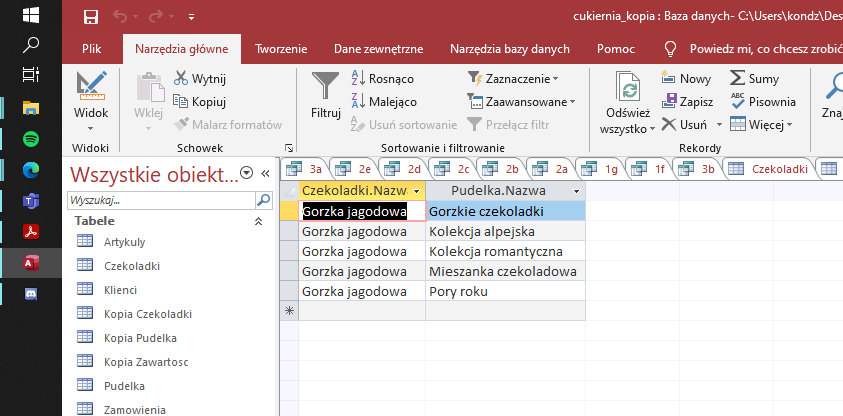 cukiernia_kopia : Baza danych- C:\Users\kondz\Des
Plik Narzędzia główne Tworzenie Dane zewnętrzne Narzędzia bazy danych Pomoc Powiedz mi, co chcesz zrobić
Widok
Widoki
Wklej
Wytnij
Kopiuj
Malarz formatów
Schowek
Filtruj
Rosnąco
Malejąco
Usuń sortowanie
Zaznaczenie
Zaawansowane
Przełącz filtr
Sortowanie i filtrowanie
Odśwież
wszystko
Nowy
Zapisz
Usuń
Sumy
Pisownia
Więcej
Rekordy
Znaj
Wszystkie obiekt...
Wyszukaj...
Tabele
Artykuly
Czekoladki
Klienci
Kopia Czekoladki
Kopia Pudelka
Kopia Zawartosc
Pudelka
Zamowienia
3a 2e 2d 2c 2b 2a 1g 1f 3b Czekoladki
Czekoladki.Nazw Pudelka.Nazwa
Gorzka jagodowa Gorzkie czekoladki
Gorzka jagodowa Kolekcja alpejska
Gorzka jagodowa Kolekcja romantyczna
Gorzka jagodowa Mieszanka czekoladowa
Gorzka jagodowa Pory roku